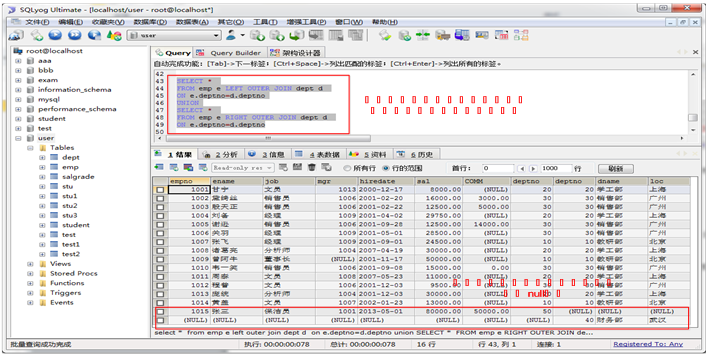 SQLyog Ultimate - [localhost/user - root@localhost]
文件(F) 编辑(E) 收藏夹(V) 数据库(D) 数据表(A) 其它(O) 工具(T) 增强工具(P) 窗口(W) 帮助(H)
user
root@localhost
aaa
bbb
exam
information_schema
mysql
performance_schema
student
test
user
Tables
dept
emp
salgrade
stu
stu1
stu2
stu3
student
test
test1
test2
Views
Stored Procs
Functions
Triggers
Events
Query Query Builder 架构设计器
自动完成功能: [Tab]->下一标签; [Ctrl+Space]->列出匹配的标签; [Ctrl+Enter]->列出所有的标签。
42
43 SELECT *
44 FROM emp e LEFT OUTER JOIN dept d
45 ON e.deptno=d.deptno
46 UNION
47 SELECT *
48 FROM emp e RIGHT OUTER JOIN dept d
49 ON e.deptno=d.deptno
50
1 结果 2 分析 3 信息 4 表数据 5 资料 6 历史
所有行 行的范围 首行: 0 1000 行 刷新
empno ename job mgr hiredate sal COMM deptno deptno dname loc
1001 甘宁 文员 1013 2000-12-17 8000.00 (NULL) 20 20 学工部 上海
1002 黛绮丝 销售员 1006 2001-02-20 16000.00 3000.00 30 30 销售部 广州
1003 殷天正 销售员 1006 2001-02-22 12500.00 5000.00 30 30 销售部 广州
1004 刘备 经理 1009 2001-04-02 29750.00 (NULL) 20 20 学工部 上海
1005 谢逊 销售员 1006 2001-09-28 12500.00 14000.00 30 30 销售部 广州
1006 关羽 经理 1009 2001-05-01 28500.00 (NULL) 30 30 销售部 广州
1007 张飞 经理 1009 2001-09-01 24500.00 (NULL) 10 10 教研部 北京
1008 诸葛亮 分析师 1004 2007-04-19 30000.00 (NULL) 20 20 学工部 上海
1009 曾阿牛 董事长 (NULL) 2001-11-17 50000.00 (NULL) 10 10 教研部 北京
1010 韦一笑 销售员 1006 2001-09-08 15000.00 0.00 30 30 销售部 广州
1011 周泰 文员 1008 2007-05-23 11000.00
1012 程普 文员 1006 2001-12-03 9500.00
1013 庞统 分析师 1004 2001-12-03 30000.00 null 20 学工部 上海
1014 黄盖 文员 1007 2002-01-23 13000.00 (NULL) 10 10 教研部 北京
1015 张三 保洁员 1001 2013-05-01 80000.00 50000.00 50 (NULL) (NULL) (NULL)
(NULL) (NULL) (NULL) (NULL) (NULL) (NULL) (NULL) (NULL) 40 财务部 武汉
select * from emp e left outer join dept d on e.deptno=d.deptno union SELECT * FROM emp e RIGHT OUTER JOIN de...
批量查询成功完成 执行: 00:00:00:078 总计: 00:00:00:078 16 行 行 43, 列 1 连接: 1 Registered To: Any